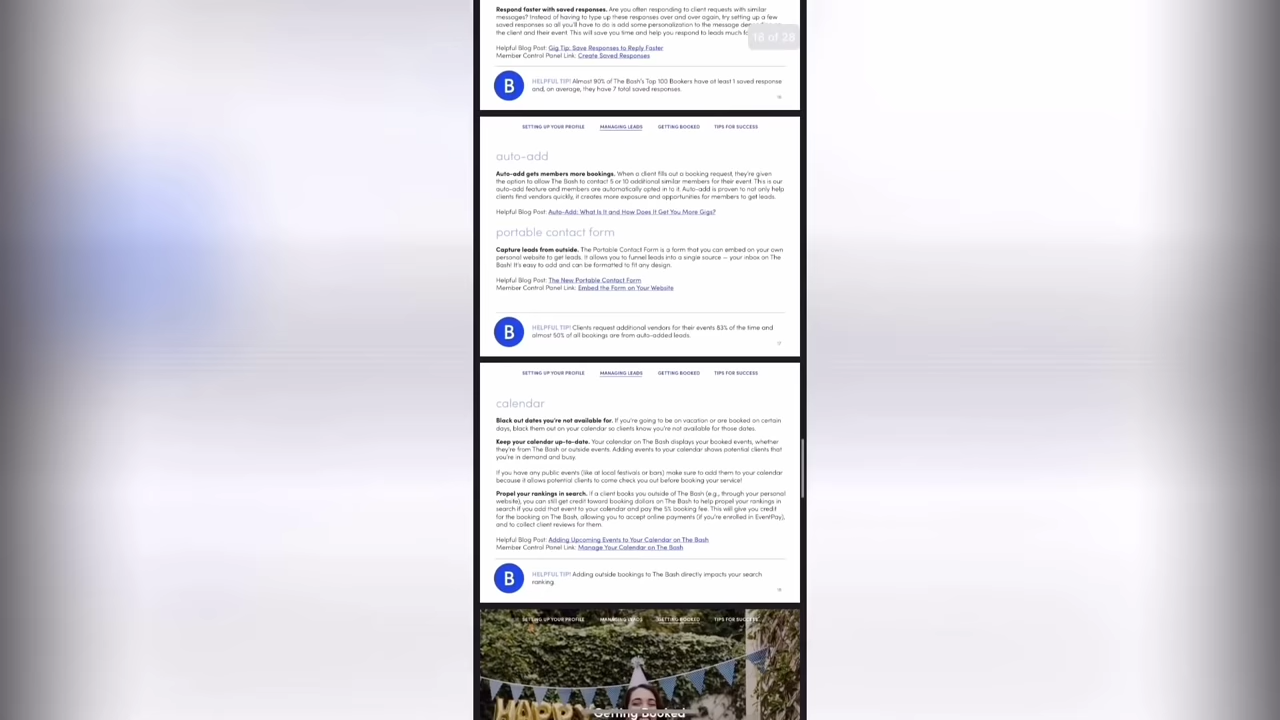 Respond faster with saved responses. Are you often responding to client requests with similar
messages? Instead of having to type up these responses over and over again, try setting up a few
saved responses so all you'll have to do is add some personalization to the message
the client and their event. This will save you time and help you respond to leads much
18 of 28
Helpful Blog Post: Gig Tip: Save Responses to Reply Faster
Member Control Panel Link: Create Saved Responses
B
HELPFUL TIP! Almost 90% of The Bash's Top 100 Bookers have at least 1 saved response
and, on average, they have 7 total saved responses.
16
SETTING UP YOUR PROFILE MANAGING LEADS GETTING BOOKED TIPS FOR SUCCESS
auto-add
Auto-add gets members more bookings. When a client fills out a booking request, they're given
the option to allow The Bash to contact 5 or 10 additional similar members for their event. This is our
auto-add feature and members are automatically opted in to it. Auto-add is proven to not only help
clients find vendors quickly, it creates more exposure and opportunities for members to get leads.
Helpful Blog Post: Auto-Add: What Is It and How Does It Get You More Gigs?
portable contact form
Capture leads from outside. The Portable Contact Form is a form that you can embed on your own
personal website to get leads. It allows you to funnel leads into a single source – your inbox on The
Bash! It's easy to add and can be formatted to fit any design.
Helpful Blog Post: The New Portable Contact Form
Member Control Panel Link: Embed the Form on Your Website
B
HELPFUL TIP! Clients request additional vendors for their events 83% of the time and
almost 50% of all bookings are from auto-added leads.
17
SETTING UP YOUR PROFILE MANAGING LEADS GETTING BOOKED TIPS FOR SUCCESS
calendar
Black out dates you're not available for. If you're going to be on vacation or are booked on certain
days, black them out on your calendar so clients know you're not available for those dates.
Keep your calendar up-to-date. Your calendar on The Bash displays your booked events, whether
they're from The Bash or outside events. Adding events to your calendar shows potential clients that
you're in demand and busy.
If you have any public events (like at local festivals or bars) make sure to add them to your calendar
because it allows potential clients to come check you out before booking your service!
Propel your rankings in search. If a client books you outside of The Bash (e.g., through your personal
website), you can still get credit toward booking dollars on The Bash to help propel your rankings in
search if you add that event to your calendar and pay the 5% booking fee. This will give you credit
for the booking on The Bash, allowing you to accept online payments (if you're enrolled in EventPay),
and to collect client reviews for them.
Helpful Blog Post: Adding Upcoming Events to Your Calendar on The Bash
Member Control Panel Link: Manage Your Calendar on The Bash
B
HELPFUL TIP! Adding outside bookings to The Bash directly impacts your search
ranking
18
SETTING UP YOUR PROFILE MANAGING LEADS GETTING BOOKED TIPS FOR SUCCESS
Getting Booked